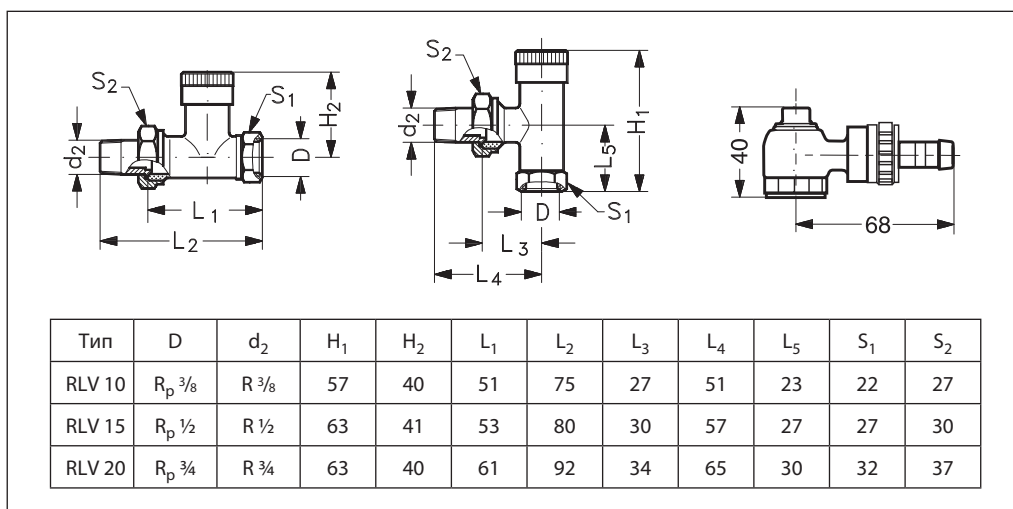 S₂
S₁
H₂
d₂
D
L₁
L₂
S₂
d₂
H₁
L₅
D
S₁
L₃
L₄
40
68
Тип D d₂ H₁ H₂ L₁ L₂ L₃ L₄ L₅ S₁ S₂
RLV 10 Rₚ ⅜ R ⅜ 57 40 51 75 27 51 23 22 27
RLV 15 Rₚ ½ R ½ 63 41 53 80 30 57 27 27 30
RLV 20 Rₚ ¾ R ¾ 63 40 61 92 34 65 30 32 37